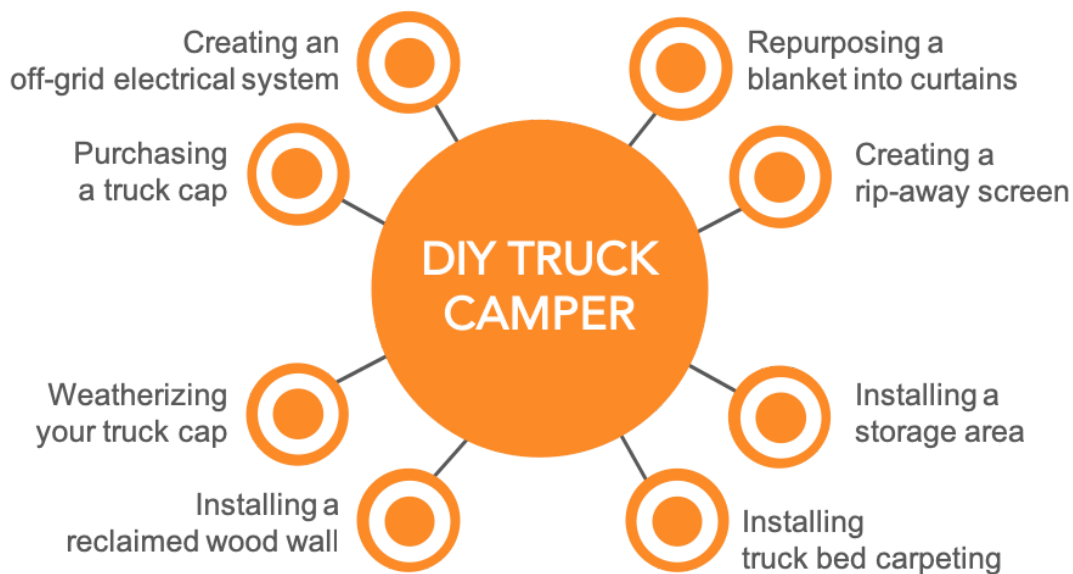 Creating an
off-grid electrical system
Repurposing a
blanket into curtains
Purchasing
a truck cap
Creating a
rip-away screen
DIY TRUCK
CAMPER
Weatherizing
your truck cap
Installing a
storage area
Installing a
reclaimed wood wall
Installing
truck bed carpeting